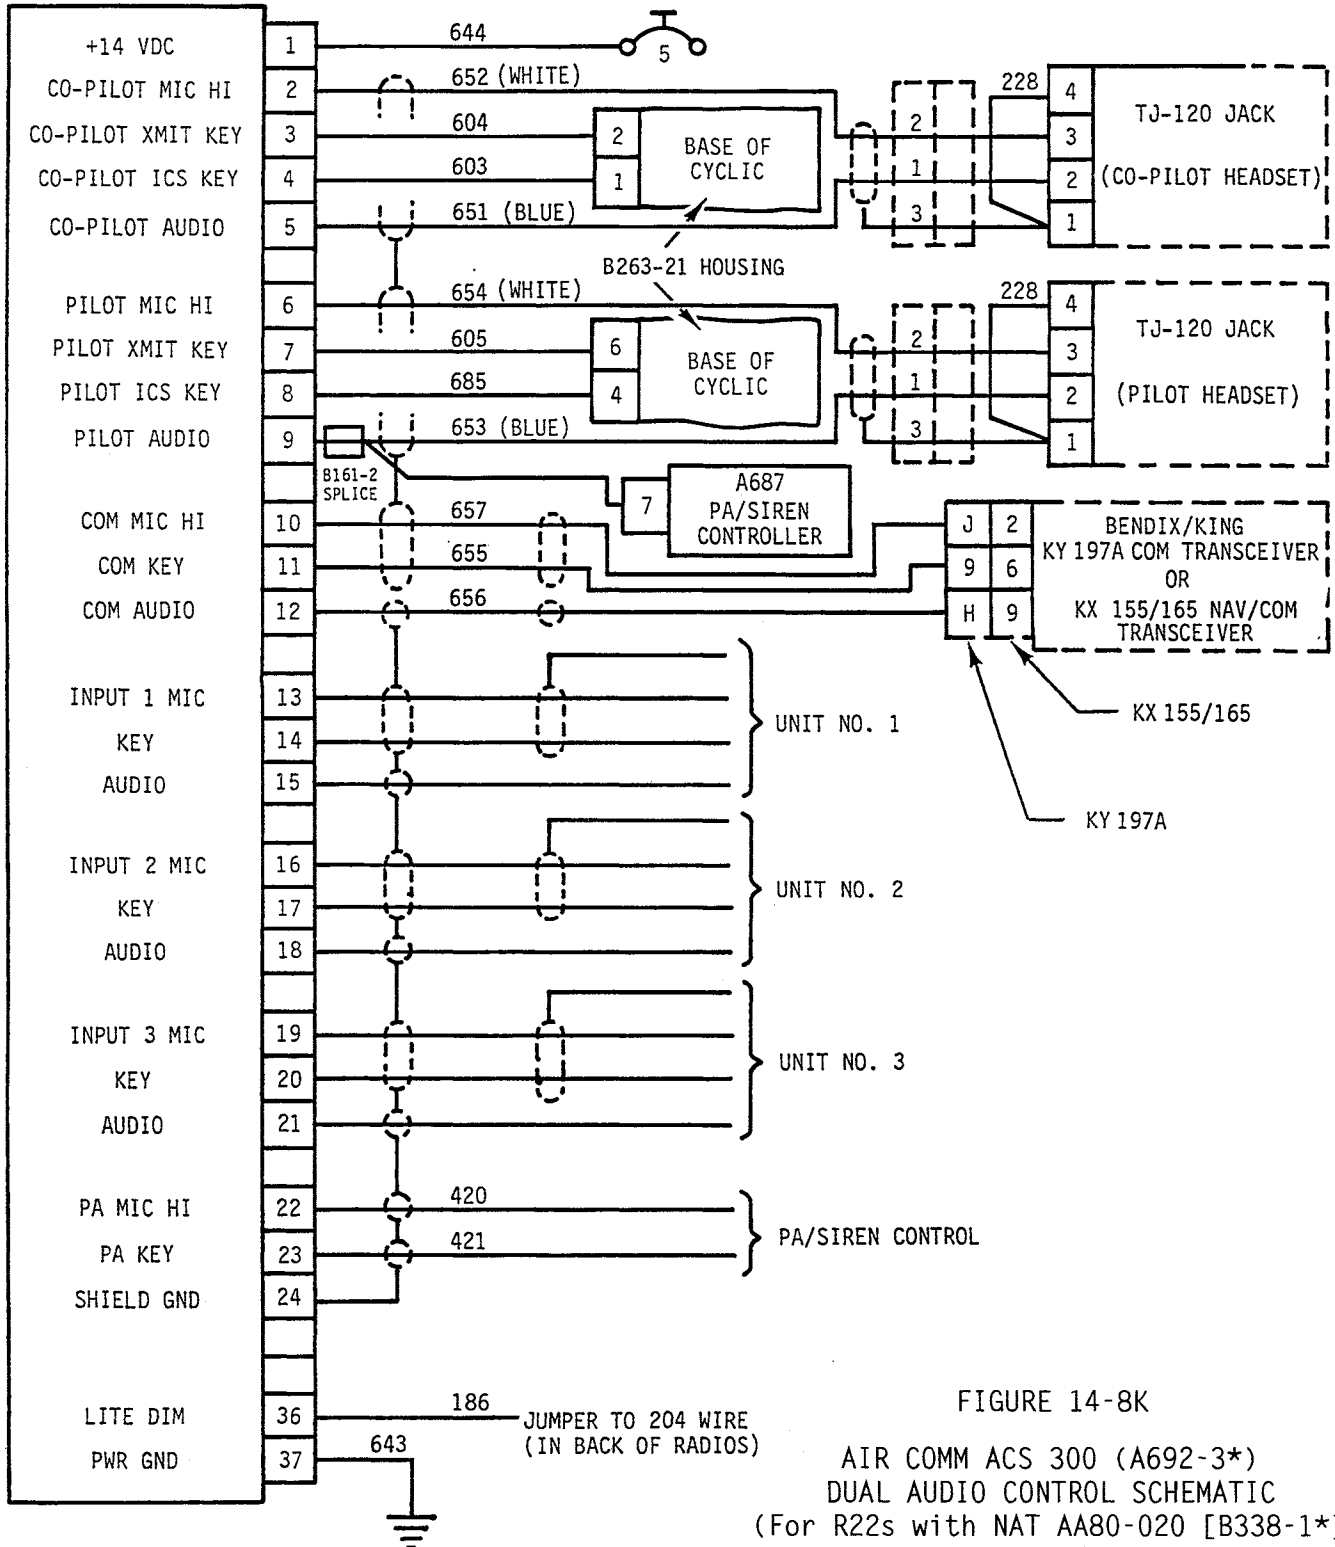 +14 VDC 1 644 5
CO-PILOT MIC HI 2 652 (WHITE)
CO-PILOT XMIT KEY 3 604 2
CO-PILOT ICS KEY 4 603 1
BASE OF
CYCLIC
CO-PILOT AUDIO 5 651 (BLUE)
2
1
3
228 4
3
2
1
TJ-120 JACK
(CO-PILOT HEADSET)
B263-21 HOUSING
PILOT MIC HI 6 654 (WHITE)
PILOT XMIT KEY 7 605 6
PILOT ICS KEY 8 685 4
BASE OF
CYCLIC
PILOT AUDIO 9 653 (BLUE)
2
1
3
228 4
3
2
1
TJ-120 JACK
(PILOT HEADSET)
B161-2
SPLICE
7
A687
PA/SIREN
CONTROLLER
COM MIC HI 10 657
COM KEY 11 655
COM AUDIO 12 656
J 2
9 6
H 9
BENDIX/KING
KY 197A COM TRANSCEIVER
OR
KX 155/165 NAV/COM
TRANSCEIVER
KX 155/165
KY 197A
INPUT 1 MIC 13
KEY 14
AUDIO 15
UNIT NO. 1
INPUT 2 MIC 16
KEY 17
AUDIO 18
UNIT NO. 2
INPUT 3 MIC 19
KEY 20
AUDIO 21
UNIT NO. 3
PA MIC HI 22 420
PA KEY 23 421
PA/SIREN CONTROL
SHIELD GND 24
LITE DIM 36 186
JUMPER TO 204 WIRE
(IN BACK OF RADIOS)
PWR GND 37 643
FIGURE 14-8K
AIR COMM ACS 300 (A692-3*)
DUAL AUDIO CONTROL SCHEMATIC
(For R22s with NAT AA80-020 [B338-1*]